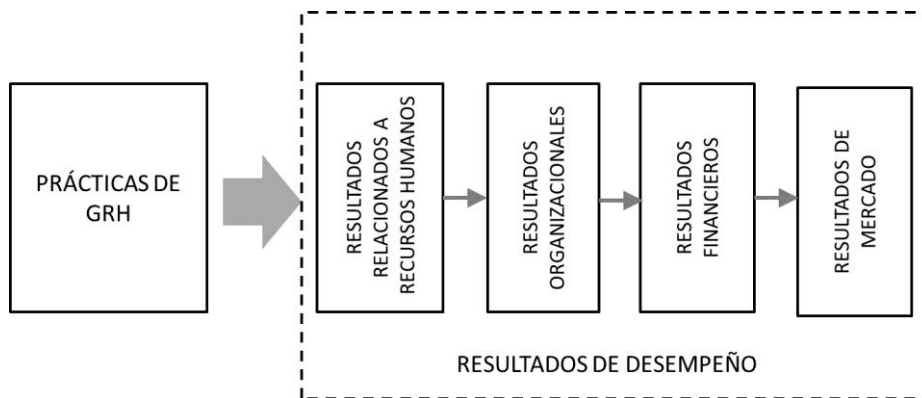 PRÁCTICAS DE
GRH
RESULTADOS
RELACIONADOS A
RECURSOS HUMANOS
RESULTADOS
ORGANIZACIONALES
RESULTADOS
FINANCIEROS
RESULTADOS DE
MERCADO
RESULTADOS DE DESEMPEÑO